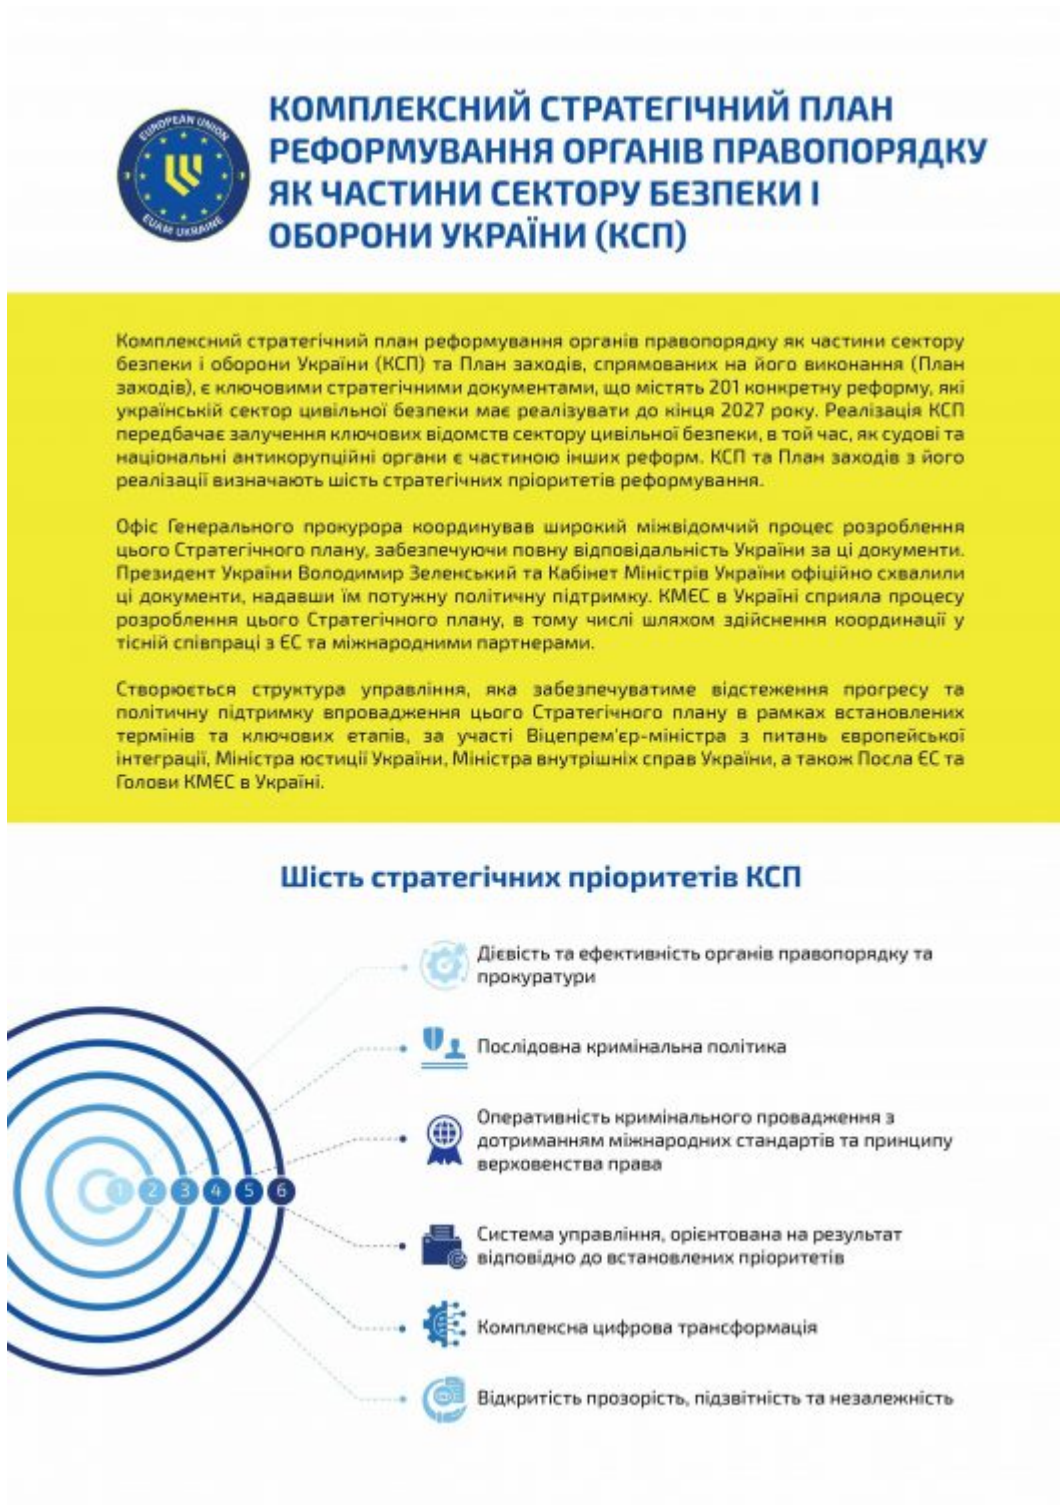 EUROPEAN UNION
EUAM UKRAINE
КОМПЛЕКСНИЙ СТРАТЕГІЧНИЙ ПЛАН
РЕФОРМУВАННЯ ОРГАНІВ ПРАВОПОРЯДКУ
ЯК ЧАСТИНИ СЕКТОРУ БЕЗПЕКИ І
ОБОРОНИ УКРАЇНИ (КСП)
Комплексний стратегічний план реформування органів правопорядку як частини сектору
безпеки і оборони України (КСП) та План заходів, спрямованих на його виконання (План
заходів), є ключовими стратегічними документами, що містять 201 конкретну реформу, які
українській сектор цивільної безпеки має реалізувати до кінця 2027 року. Реалізація КСП
передбачає залучення ключових відомств сектору цивільної безпеки, в той час, як судові та
національні антикорупційні органи є частиною інших реформ. КСП та План заходів з його
реалізації визначають шість стратегічних пріоритетів реформування.
Офіс Генерального прокурора координував широкий міжвідомчий процес розроблення
цього Стратегічного плану, забезпечуючи повну відповідальність України за ці документи.
Президент України Володимир Зеленський та Кабінет Міністрів України офіційно схвалили
ці документи, надавши їм потужну політичну підтримку. КМЄС в Україні сприяла процесу
розроблення цього Стратегічного плану, в тому числі шляхом здійснення координації у
тісній співпраці з ЄС та міжнародними партнерами.
Створюється структура управління, яка забезпечуватиме відстеження прогресу та
політичну підтримку впровадження цього Стратегічного плану в рамках встановлених
термінів та ключових етапів, за участі Віцепрем'єр-міністра з питань європейської
інтеграції, Міністра юстиції України, Міністра внутрішніх справ України, а також Посла ЄС та
Голови КМЄС в Україні.
Шість стратегічних пріоритетів КСП
Дієвість та ефективність органів правопорядку та
прокуратури
Послідовна кримінальна політика
Оперативність кримінального провадження з
дотриманням міжнародних стандартів та принципу
верховенства права
1 2 3 4 5 6
Система управління, орієнтована на результат
відповідно до встановлених пріоритетів
Комплексна цифрова трансформація
Відкритість прозорість, підзвітність та незалежність